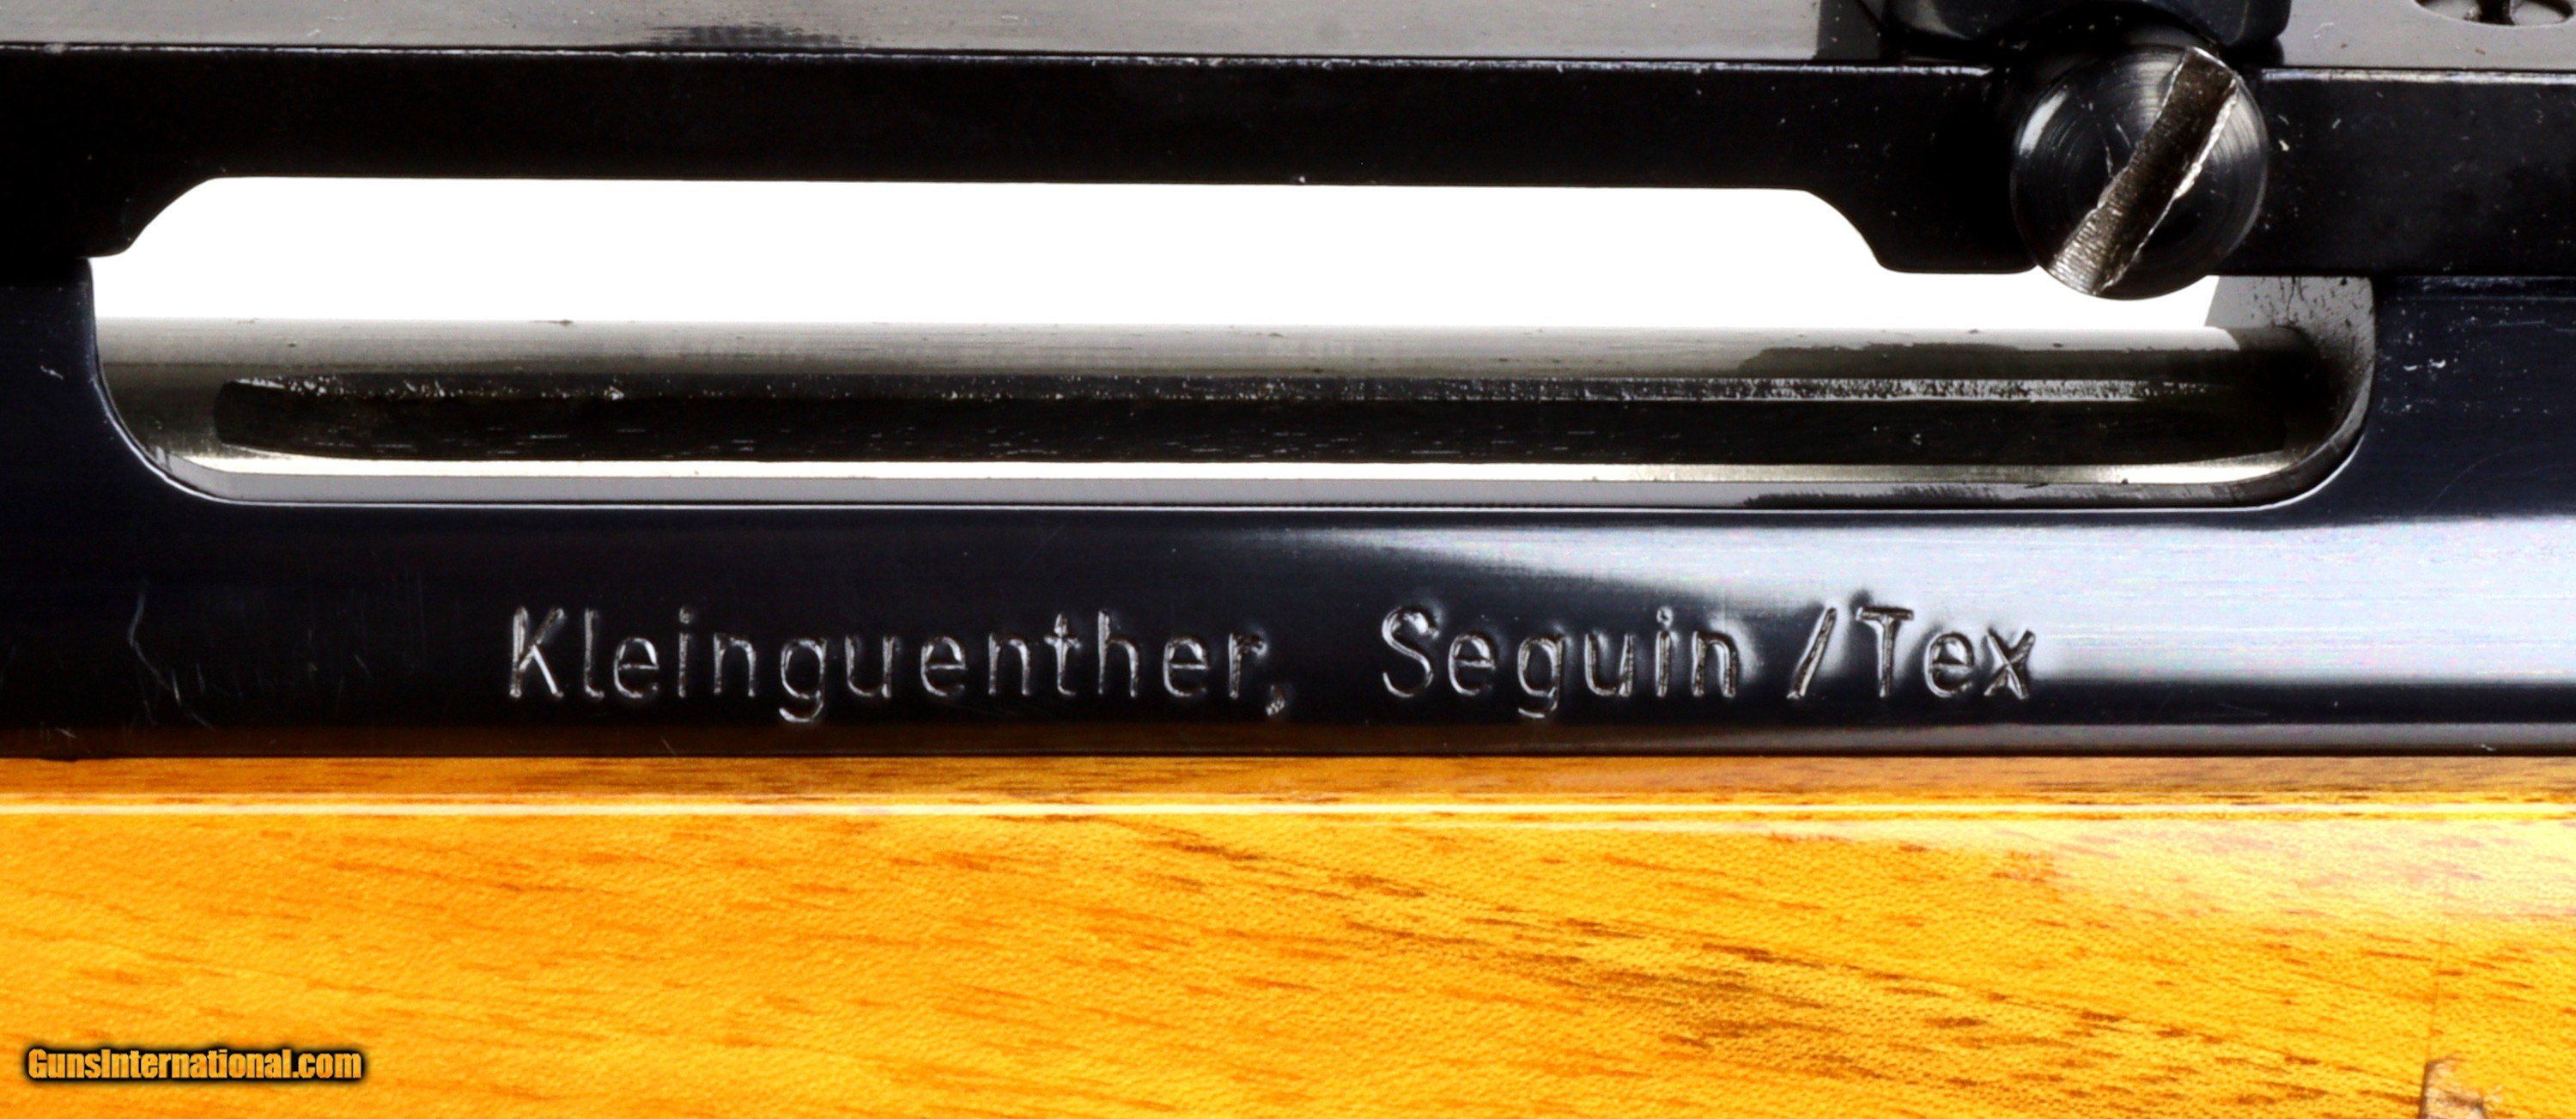 Kleinguenther, Seguin /Tex
GunsInternational.com